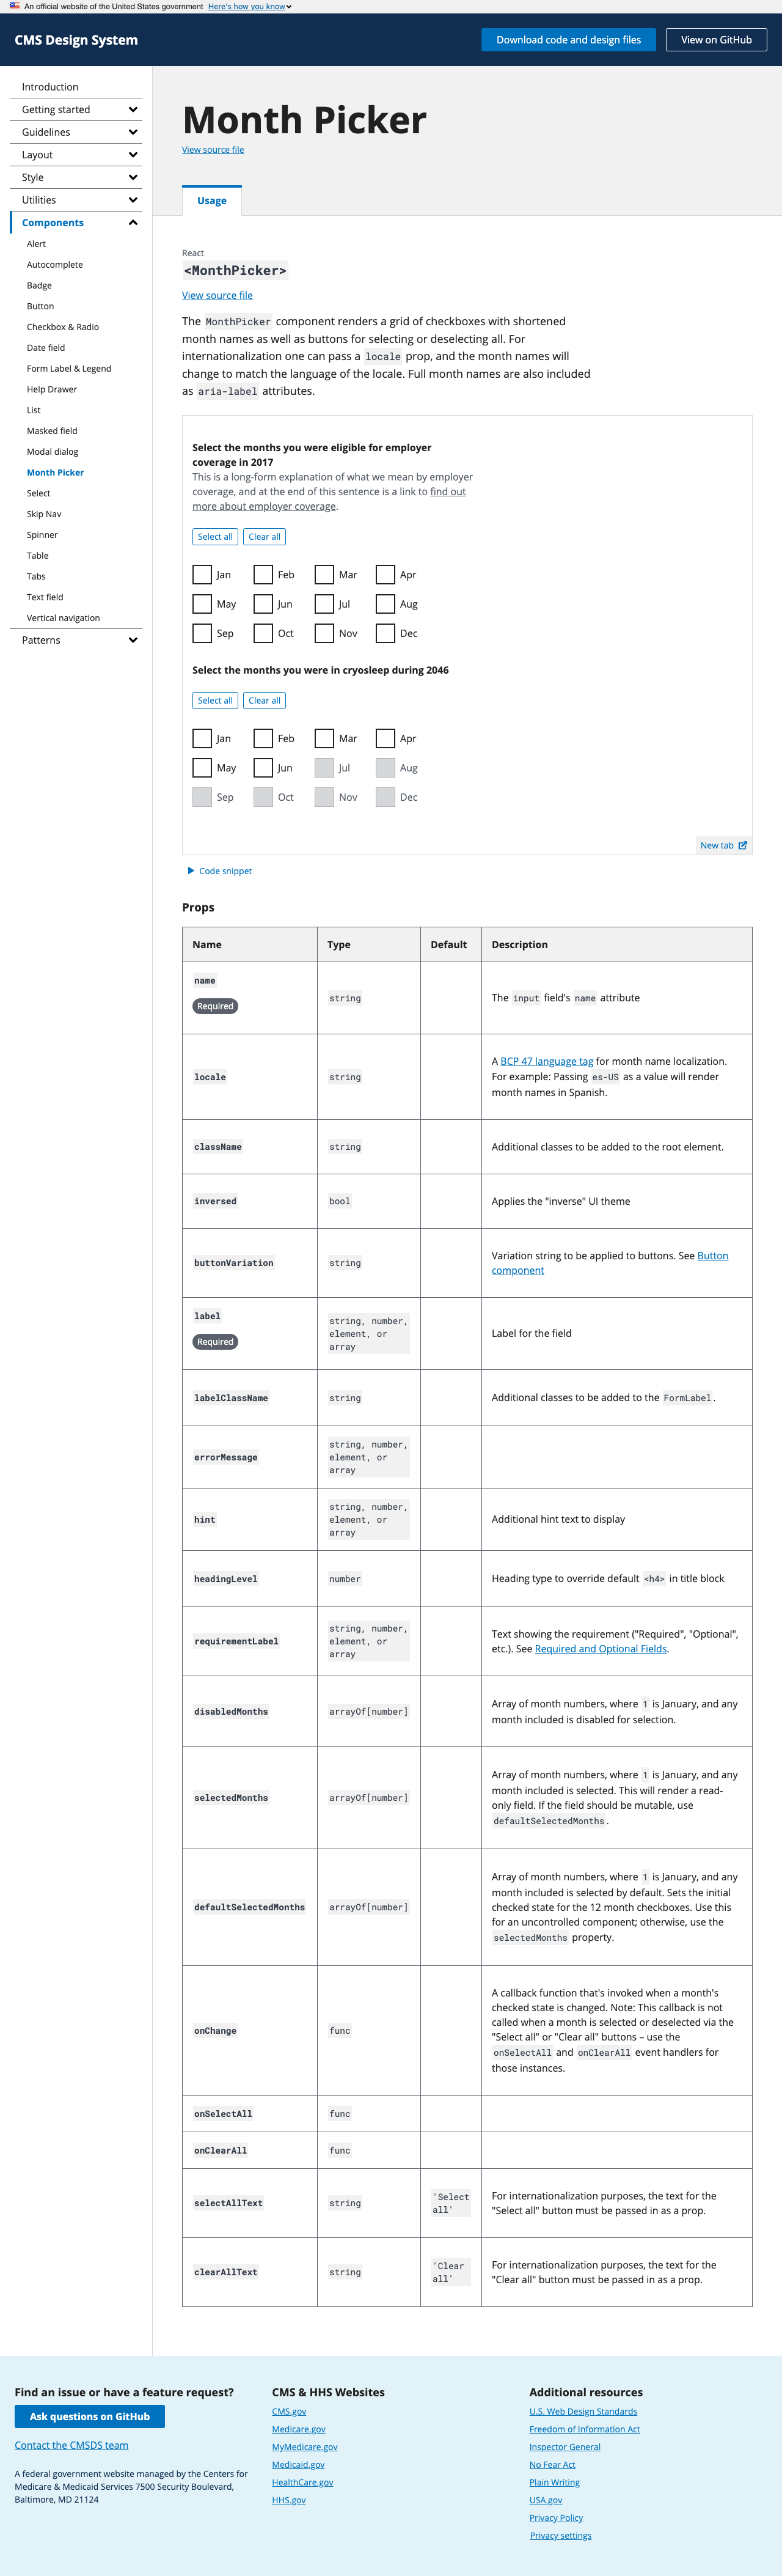 An official website of the United States government Here's how you know
CMS Design System
Download code and design files
View on GitHub
Introduction
Getting started
Guidelines
Layout
Style
Utilities
Components
Alert
Autocomplete
Badge
Button
Checkbox & Radio
Date field
Form Label & Legend
Help Drawer
List
Masked field
Modal dialog
Month Picker
Select
Skip Nav
Spinner
Table
Tabs
Text field
Vertical navigation
Patterns
Month Picker
View source file
Usage
React
<MonthPicker>
View source file
The MonthPicker component renders a grid of checkboxes with shortened
month names as well as buttons for selecting or deselecting all. For
internationalization one can pass a locale prop, and the month names will
change to match the language of the locale. Full month names are also included
as aria-label attributes.
Select the months you were eligible for employer
coverage in 2017
This is a long-form explanation of what we mean by employer
coverage, and at the end of this sentence is a link to find out
more about employer coverage.
Select all Clear all
Jan Feb Mar Apr
May Jun Jul Aug
Sep Oct Nov Dec
Select the months you were in cryosleep during 2046
Select all Clear all
Jan Feb Mar Apr
May Jun Jul Aug
Sep Oct Nov Dec
New tab
Code snippet
Props
Name Type Default Description
name
Required
string
The input field's name attribute
locale
string
A BCP 47 language tag for month name localization.
For example: Passing es-US as a value will render
month names in Spanish.
className
string
Additional classes to be added to the root element.
inversed
bool
Applies the "inverse" UI theme
buttonVariation
string
Variation string to be applied to buttons. See Button
component
label
Required
string, number,
element, or
array
Label for the field
labelClassName
string
Additional classes to be added to the FormLabel.
errorMessage
string, number,
element, or
array
hint
string, number,
element, or
array
Additional hint text to display
headingLevel
number
Heading type to override default <h4> in title block
requirementLabel
string, number,
element, or
array
Text showing the requirement ("Required", "Optional",
etc.). See Required and Optional Fields.
disabledMonths
arrayOf[number]
Array of month numbers, where 1 is January, and any
month included is disabled for selection.
selectedMonths
arrayOf[number]
Array of month numbers, where 1 is January, and any
month included is selected. This will render a read-
only field. If the field should be mutable, use
defaultSelectedMonths.
defaultSelectedMonths
arrayOf[number]
Array of month numbers, where 1 is January, and any
month included is selected by default. Sets the initial
checked state for the 12 month checkboxes. Use this
for an uncontrolled component; otherwise, use the
selectedMonths property.
onChange
func
A callback function that's invoked when a month's
checked state is changed. Note: This callback is not
called when a month is selected or deselected via the
"Select all" or "Clear all" buttons – use the
onSelectAll and onClearAll event handlers for
those instances.
onSelectAll
func
onClearAll
func
selectAllText
string
'Select
all'
For internationalization purposes, the text for the
"Select all" button must be passed in as a prop.
clearAllText
string
'Clear
all'
For internationalization purposes, the text for the
"Clear all" button must be passed in as a prop.
Find an issue or have a feature request?
Ask questions on GitHub
Contact the CMSDS team
A federal government website managed by the Centers for
Medicare & Medicaid Services 7500 Security Boulevard,
Baltimore, MD 21124
CMS & HHS Websites
CMS.gov
Medicare.gov
MyMedicare.gov
Medicaid.gov
HealthCare.gov
HHS.gov
Additional resources
U.S. Web Design Standards
Freedom of Information Act
Inspector General
No Fear Act
Plain Writing
USA.gov
Privacy Policy
Privacy settings